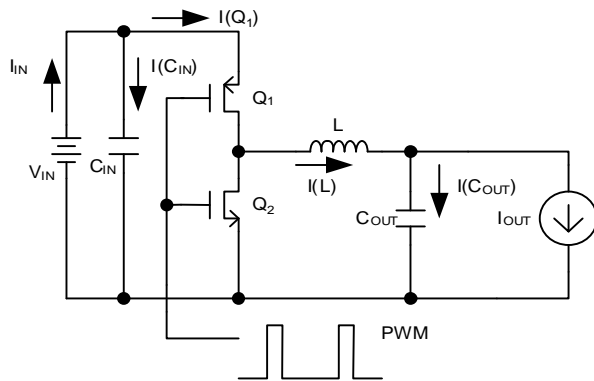 I(Q1)
IIN
I(CIN)
Q1
L
VIN
CIN
I(L)
I(COUT)
Q2
COUT
IOUT
PWM